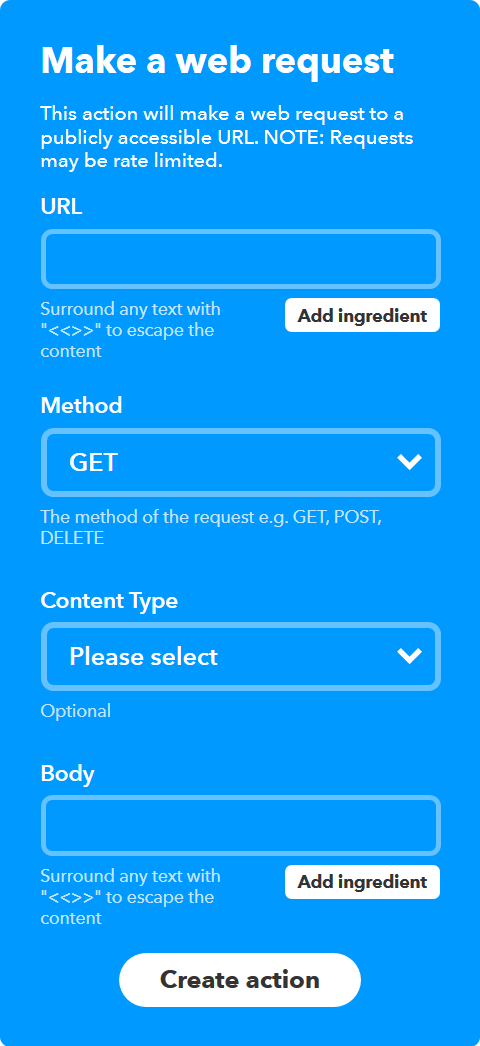 Make a web request
This action will make a web request to a
publicly accessible URL. NOTE: Requests
may be rate limited.
URL
Surround any text with
"<<>>" to escape the
content
Add ingredient
Method
GET
The method of the request e.g. GET, POST,
DELETE
Content Type
Please select
Optional
Body
Surround any text with
"<<>>" to escape the
content
Add ingredient
Create action